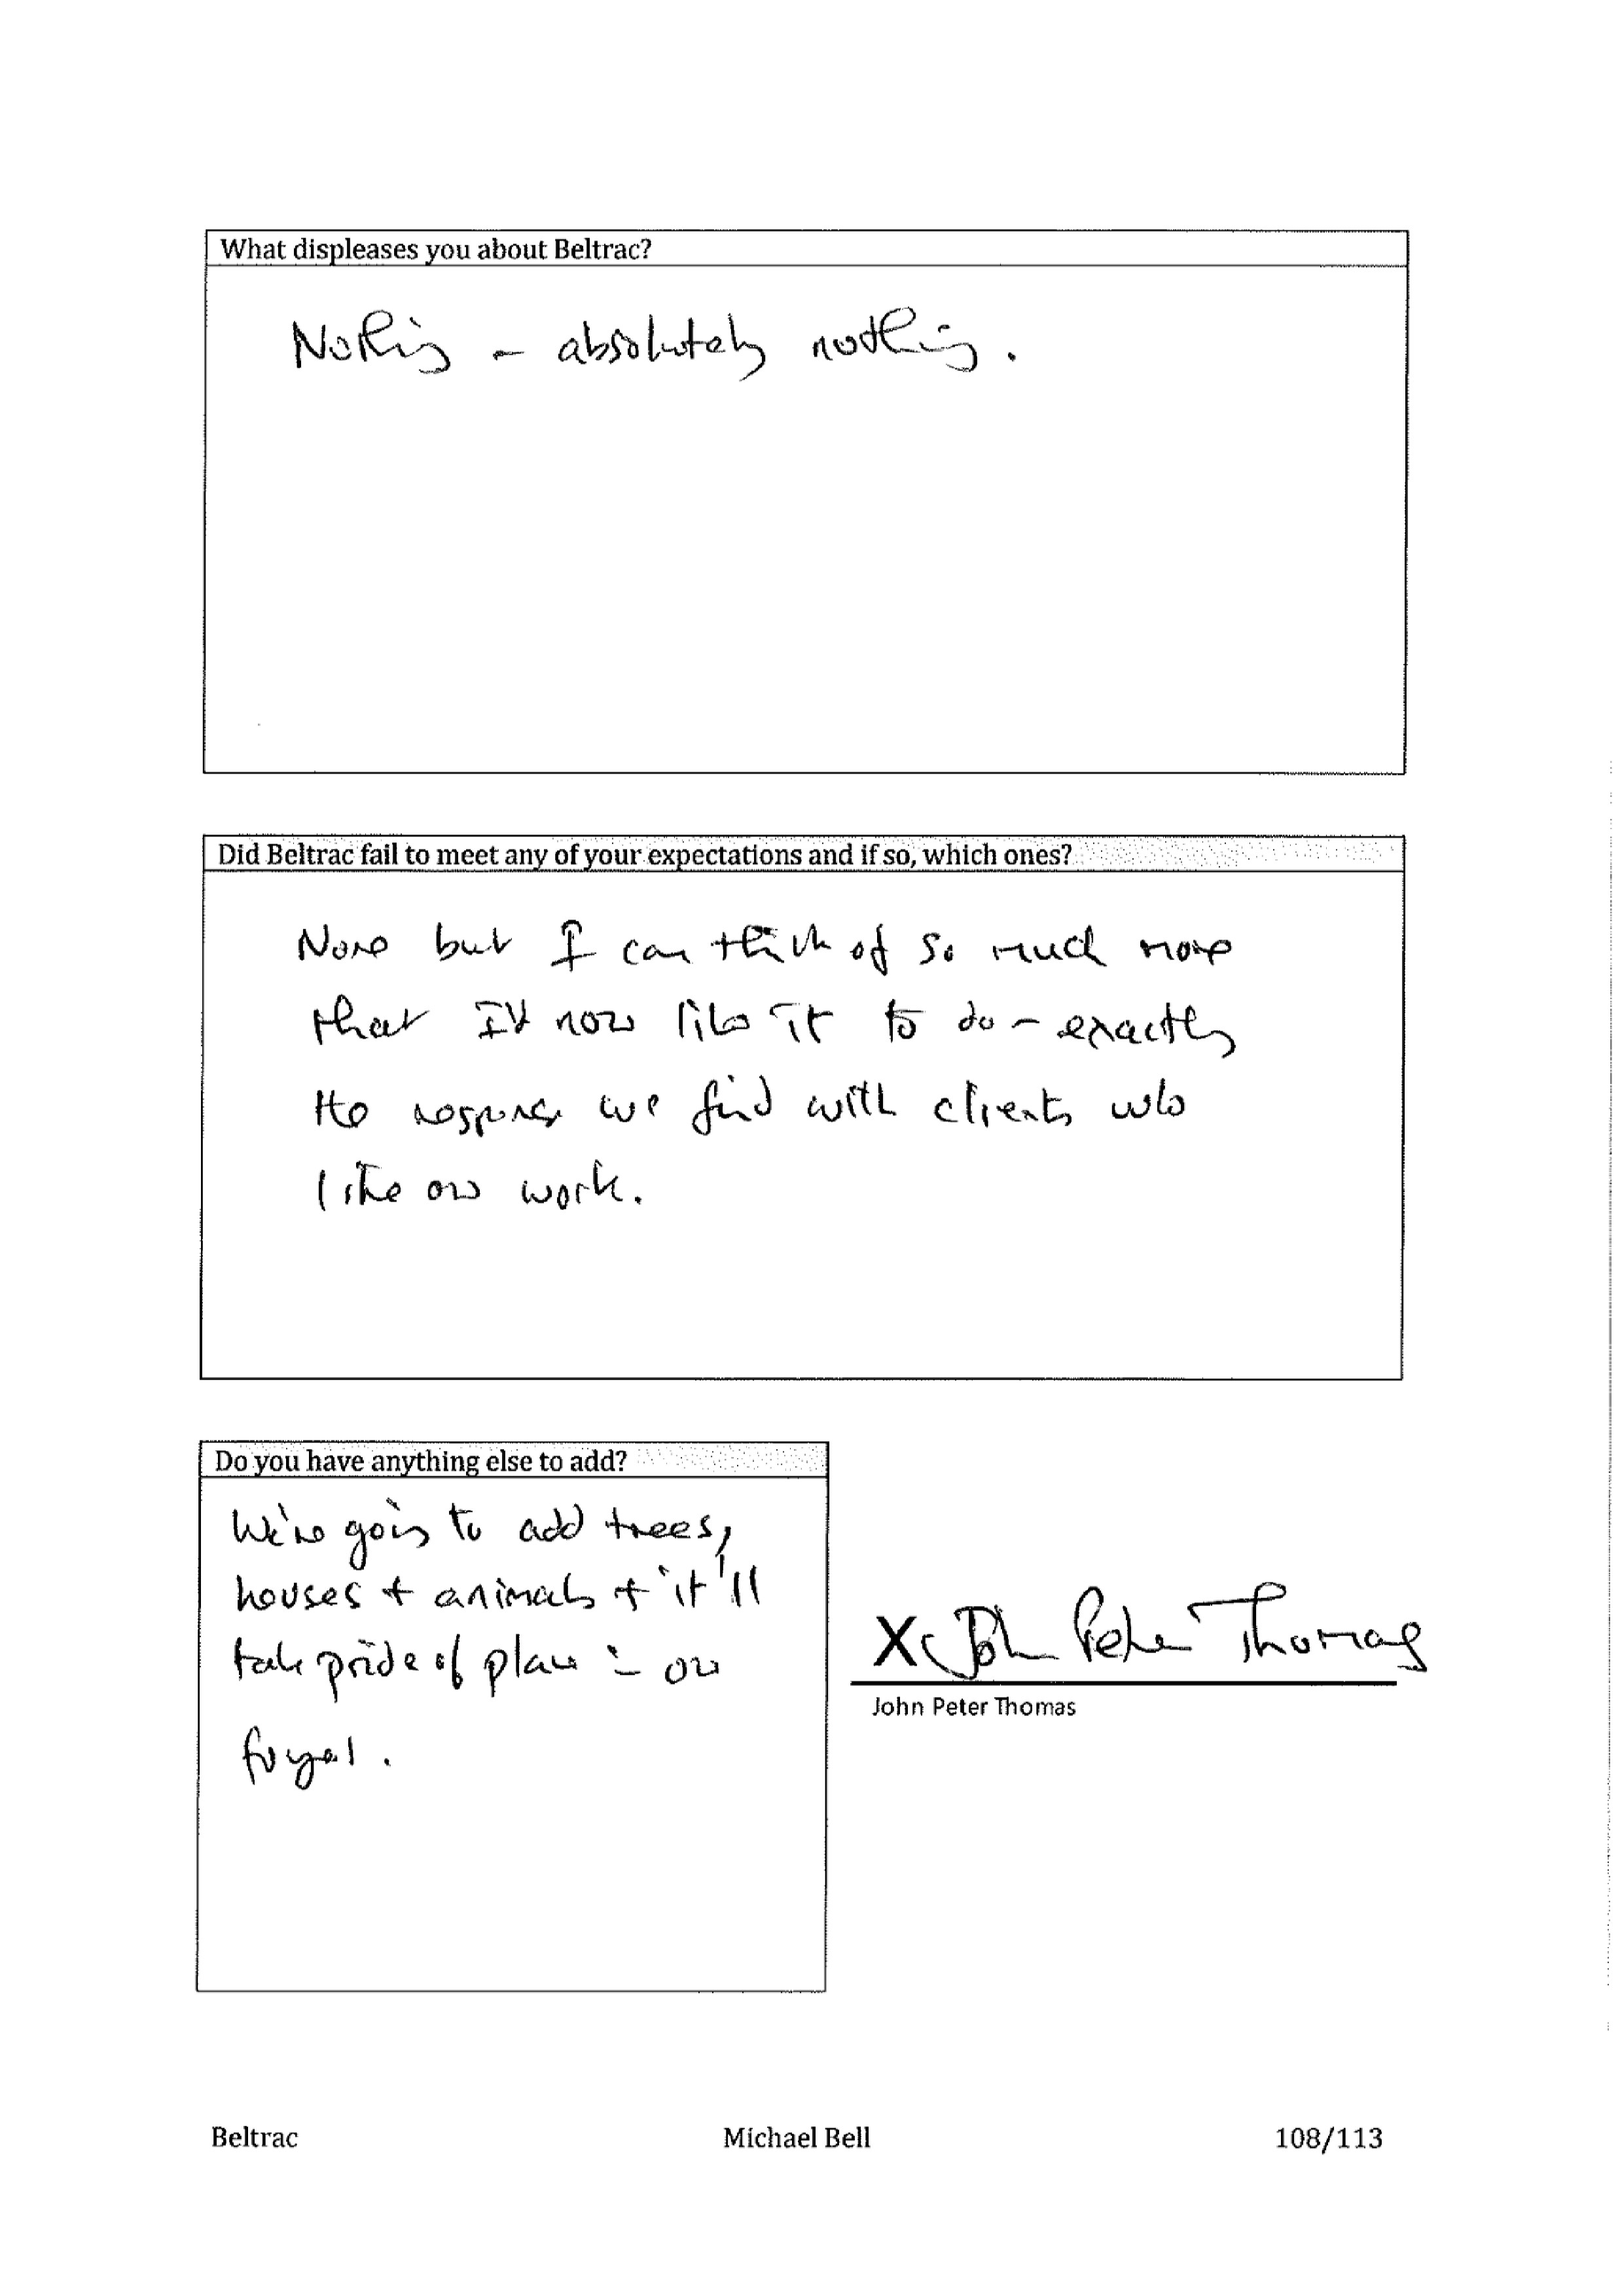 What displeases you about Beltrac?
Nothing - absolutely nothing.
Did Beltrac fail to meet any of your expectations and if so, which ones?
None but I can think of so much more
that I'd now like it to do - exactly
the response we find with clients who
like our work.
Do you have anything else to add?
We're going to add trees,
houses + animals + it'll
take pride of place in our
foyer.
X John Peter Thomas
John Peter Thomas
Beltrac Michael Bell 108/113